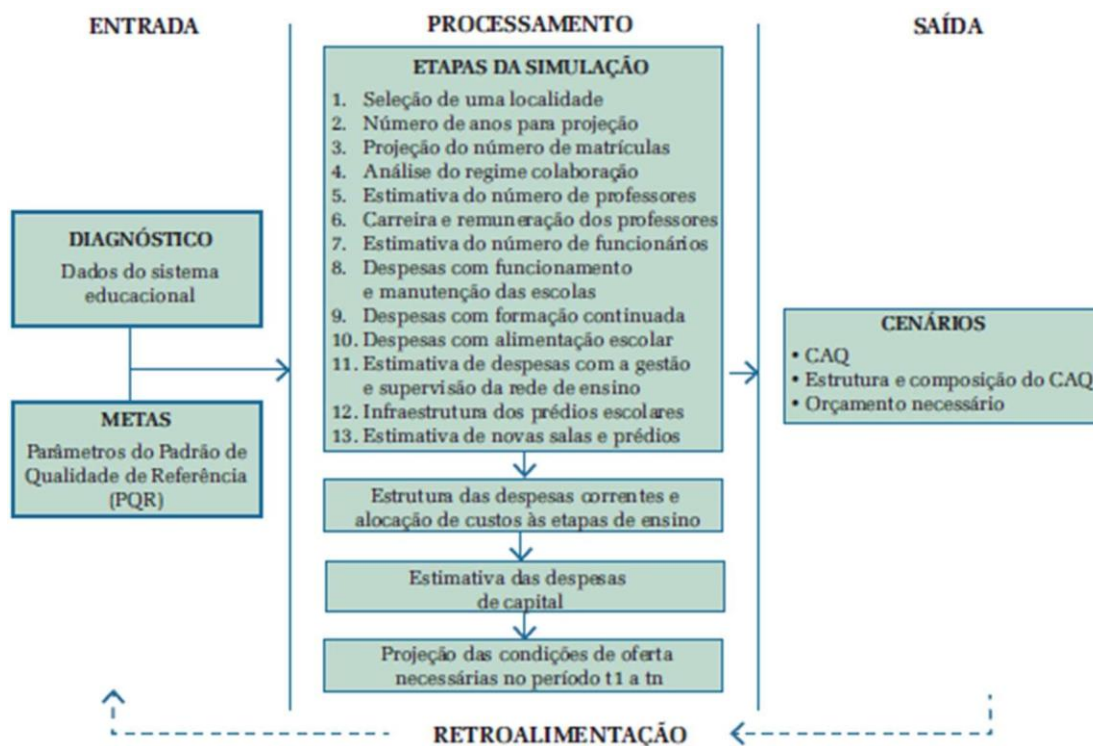 ENTRADA
PROCESSAMENTO
SAÍDA
DIAGNÓSTICO
Dados do sistema
educacional
METAS
Parâmetros do Padrão de
Qualidade de Referência
(PQR)
ETAPAS DA SIMULAÇÃO
1. Seleção de uma localidade
2. Número de anos para projeção
3. Projeção do número de matrículas
4. Análise do regime colaboração
5. Estimativa do número de professores
6. Carreira e remuneração dos professores
7. Estimativa do número de funcionários
8. Despesas com funcionamento
e manutenção das escolas
9. Despesas com formação continuada
10. Despesas com alimentação escolar
11. Estimativa de despesas com a gestão
e supervisão da rede de ensino
12. Infraestrutura dos prédios escolares
13. Estimativa de novas salas e prédios
Estrutura das despesas correntes e
alocação de custos às etapas de ensino
Estimativa das despesas
de capital
Projeção das condições de oferta
necessárias no período t1 a tn
CENÁRIOS
• CAQ
• Estrutura e composição do CAQ
• Orçamento necessário
RETROALIMENTAÇÃO